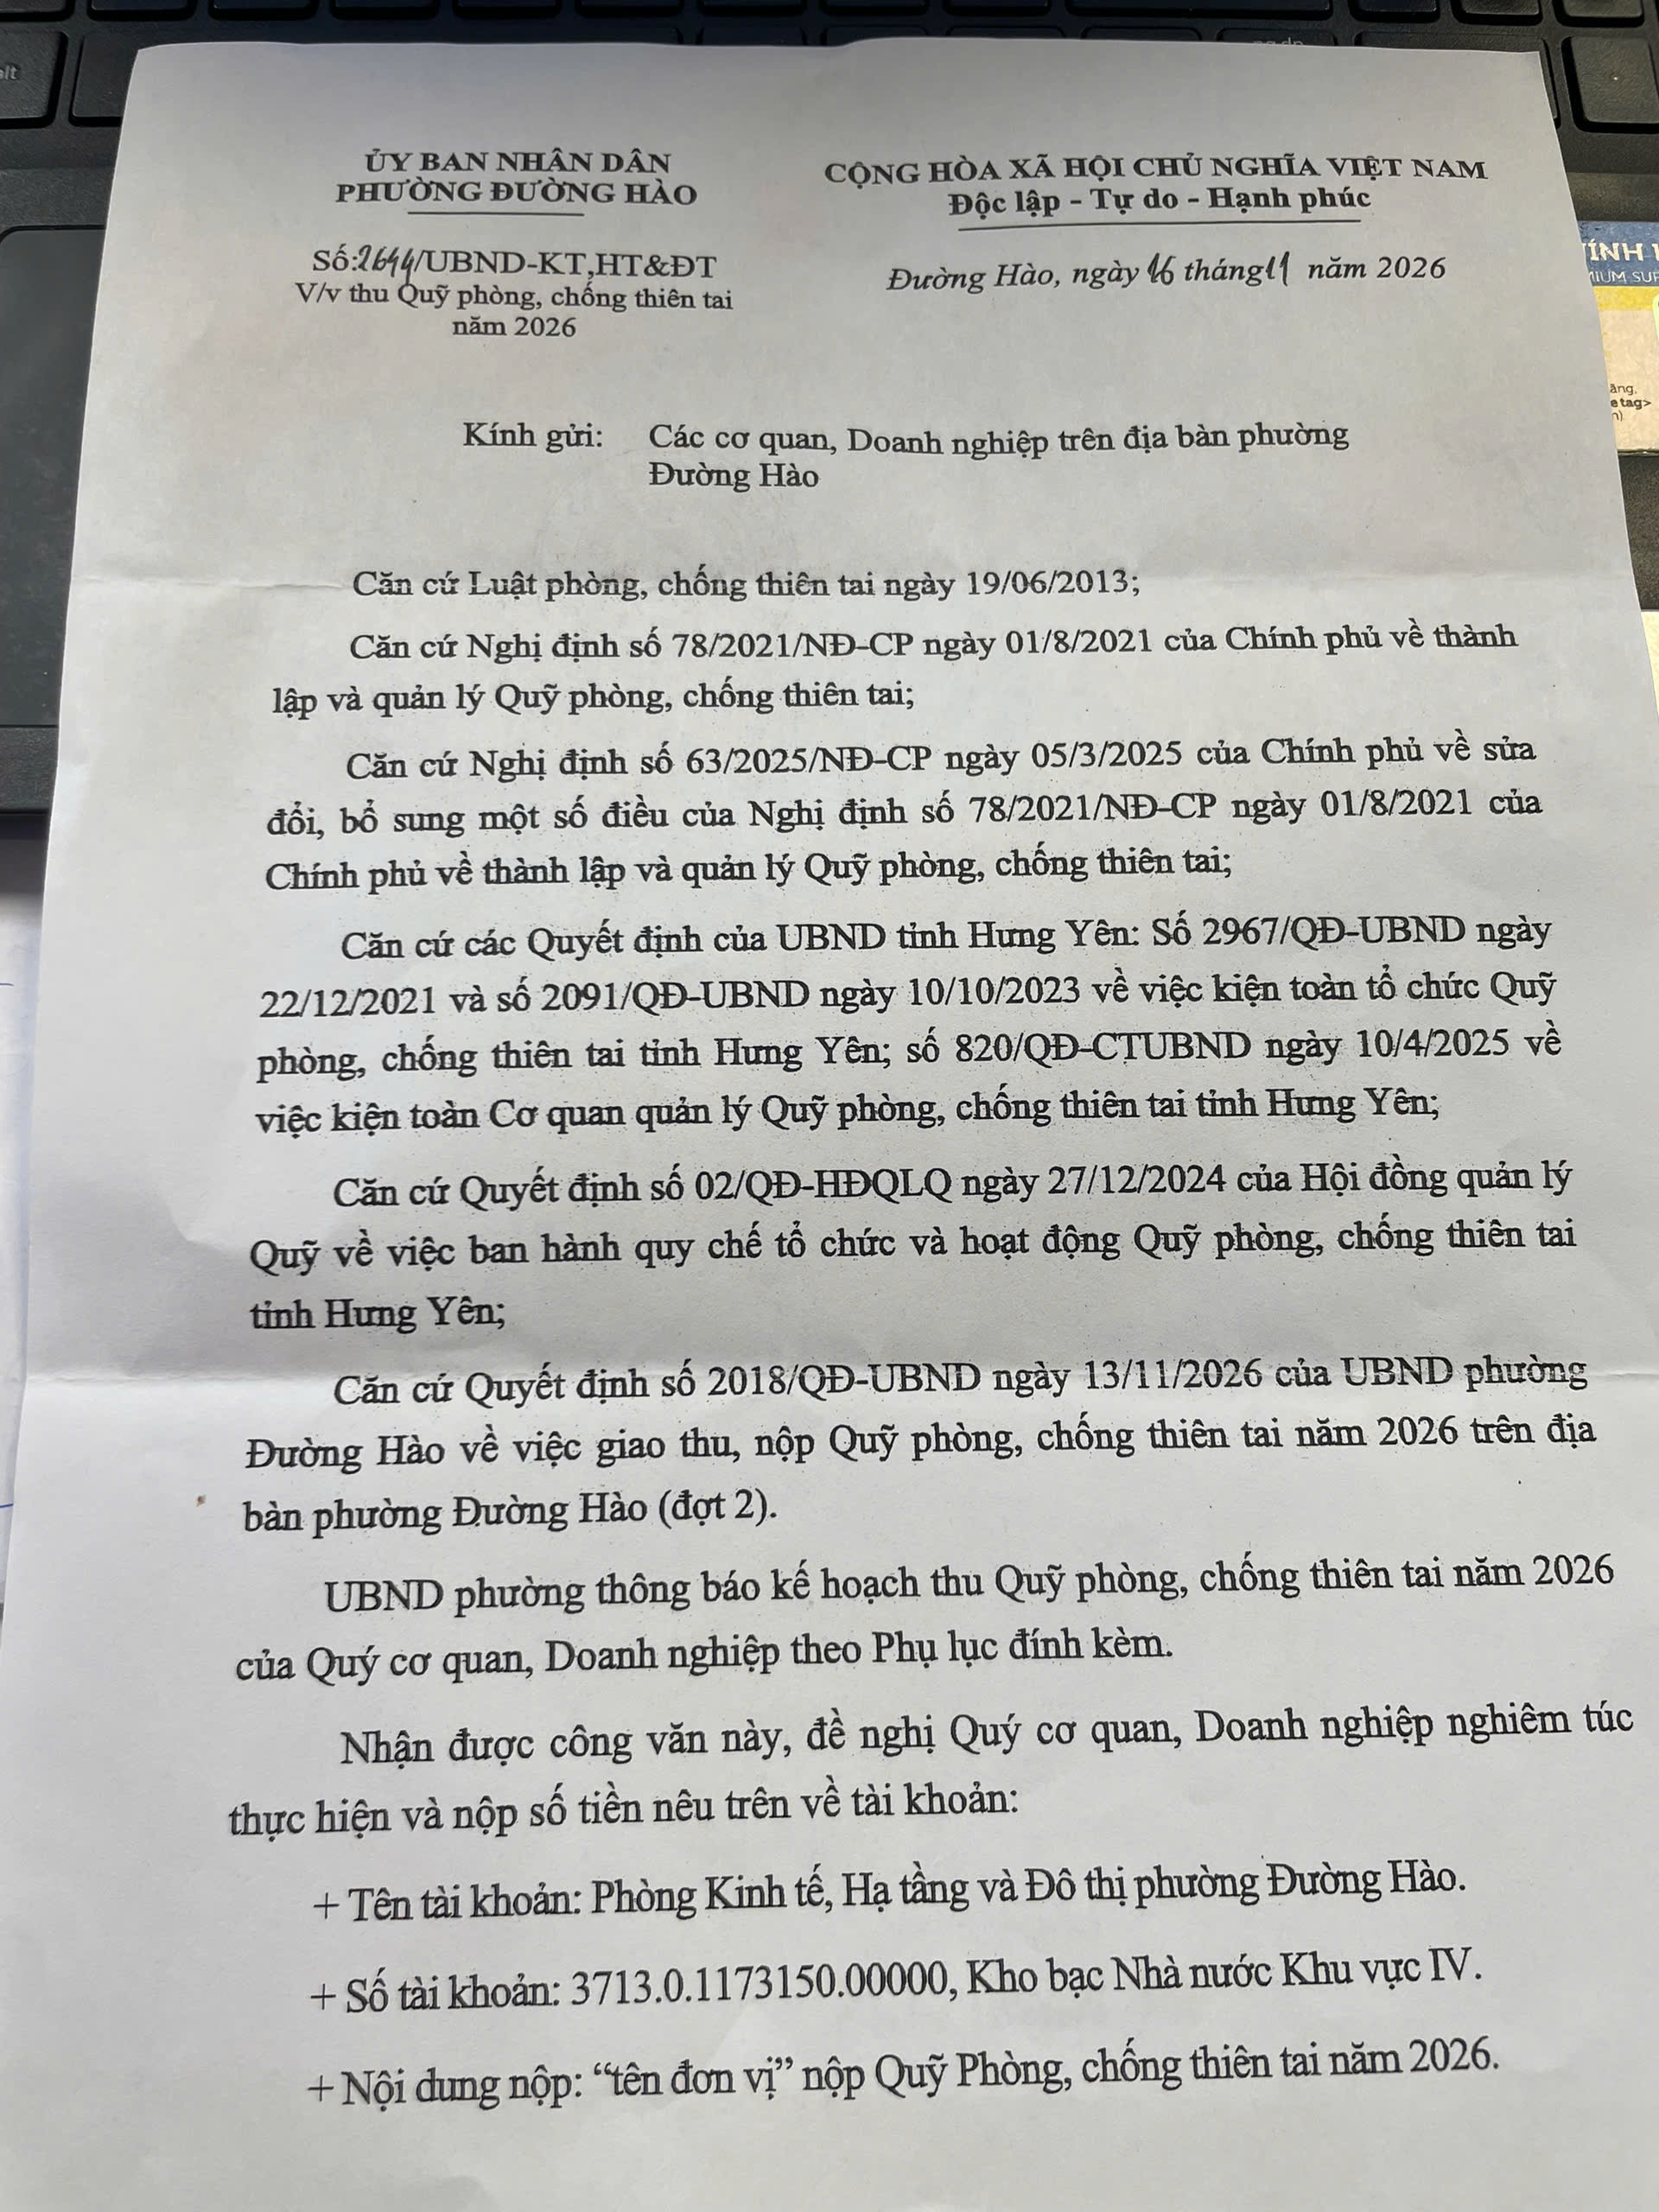 ỦY BAN NHÂN DÂN
PHƯỜNG ĐƯỜNG HÀO
CỘNG HÒA XÃ HỘI CHỦ NGHĨA VIỆT NAM
Độc lập - Tự do - Hạnh phúc
Số:2644/UBND-KT,HT&ĐT
V/v thu Quỹ phòng, chống thiên tai
năm 2026
Đường Hào, ngày 16 tháng 11 năm 2026
Kính gửi: Các cơ quan, Doanh nghiệp trên địa bàn phường
Đường Hào
Căn cứ Luật phòng, chống thiên tai ngày 19/06/2013;
Căn cứ Nghị định số 78/2021/NĐ-CP ngày 01/8/2021 của Chính phủ về thành
lập và quản lý Quỹ phòng, chống thiên tai;
Căn cứ Nghị định số 63/2025/NĐ-CP ngày 05/3/2025 của Chính phủ về sửa
đổi, bổ sung một số điều của Nghị định số 78/2021/NĐ-CP ngày 01/8/2021 của
Chính phủ về thành lập và quản lý Quỹ phòng, chống thiên tai;
Căn cứ các Quyết định của UBND tỉnh Hưng Yên: Số 2967/QĐ-UBND ngày
22/12/2021 và số 2091/QĐ-UBND ngày 10/10/2023 về việc kiện toàn tổ chức Quỹ
phòng, chống thiên tai tỉnh Hưng Yên; số 820/QĐ-CTUBND ngày 10/4/2025 về
việc kiện toàn Cơ quan quản lý Quỹ phòng, chống thiên tai tỉnh Hưng Yên;
Căn cứ Quyết định số 02/QĐ-HĐQLQ ngày 27/12/2024 của Hội đồng quản lý
Quỹ về việc ban hành quy chế tổ chức và hoạt động Quỹ phòng, chống thiên tai
tỉnh Hưng Yên;
Căn cứ Quyết định số 2018/QĐ-UBND ngày 13/11/2026 của UBND phường
Đường Hào về việc giao thu, nộp Quỹ phòng, chống thiên tai năm 2026 trên địa
bàn phường Đường Hào (đợt 2).
UBND phường thông báo kế hoạch thu Quỹ phòng, chống thiên tai năm 2026
của Quý cơ quan, Doanh nghiệp theo Phụ lục đính kèm.
Nhận được công văn này, đề nghị Quý cơ quan, Doanh nghiệp nghiêm túc
thực hiện và nộp số tiền nêu trên về tài khoản:
+ Tên tài khoản: Phòng Kinh tế, Hạ tầng và Đô thị phường Đường Hào.
+ Số tài khoản: 3713.0.1173150.00000, Kho bạc Nhà nước Khu vực IV.
+ Nội dung nộp: “tên đơn vị” nộp Quỹ Phòng, chống thiên tai năm 2026.